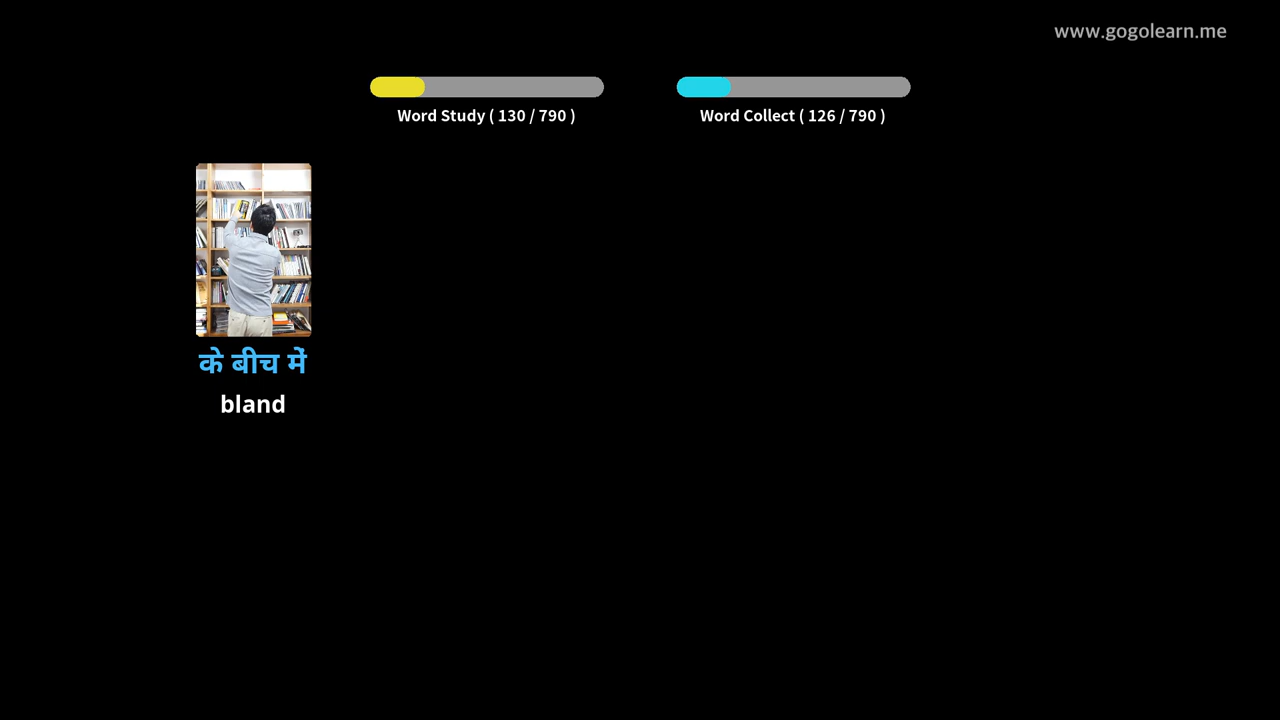 www.gogolearn.me
Word Study ( 130 / 790 )
Word Collect ( 126 / 790 )
के बीच में
bland